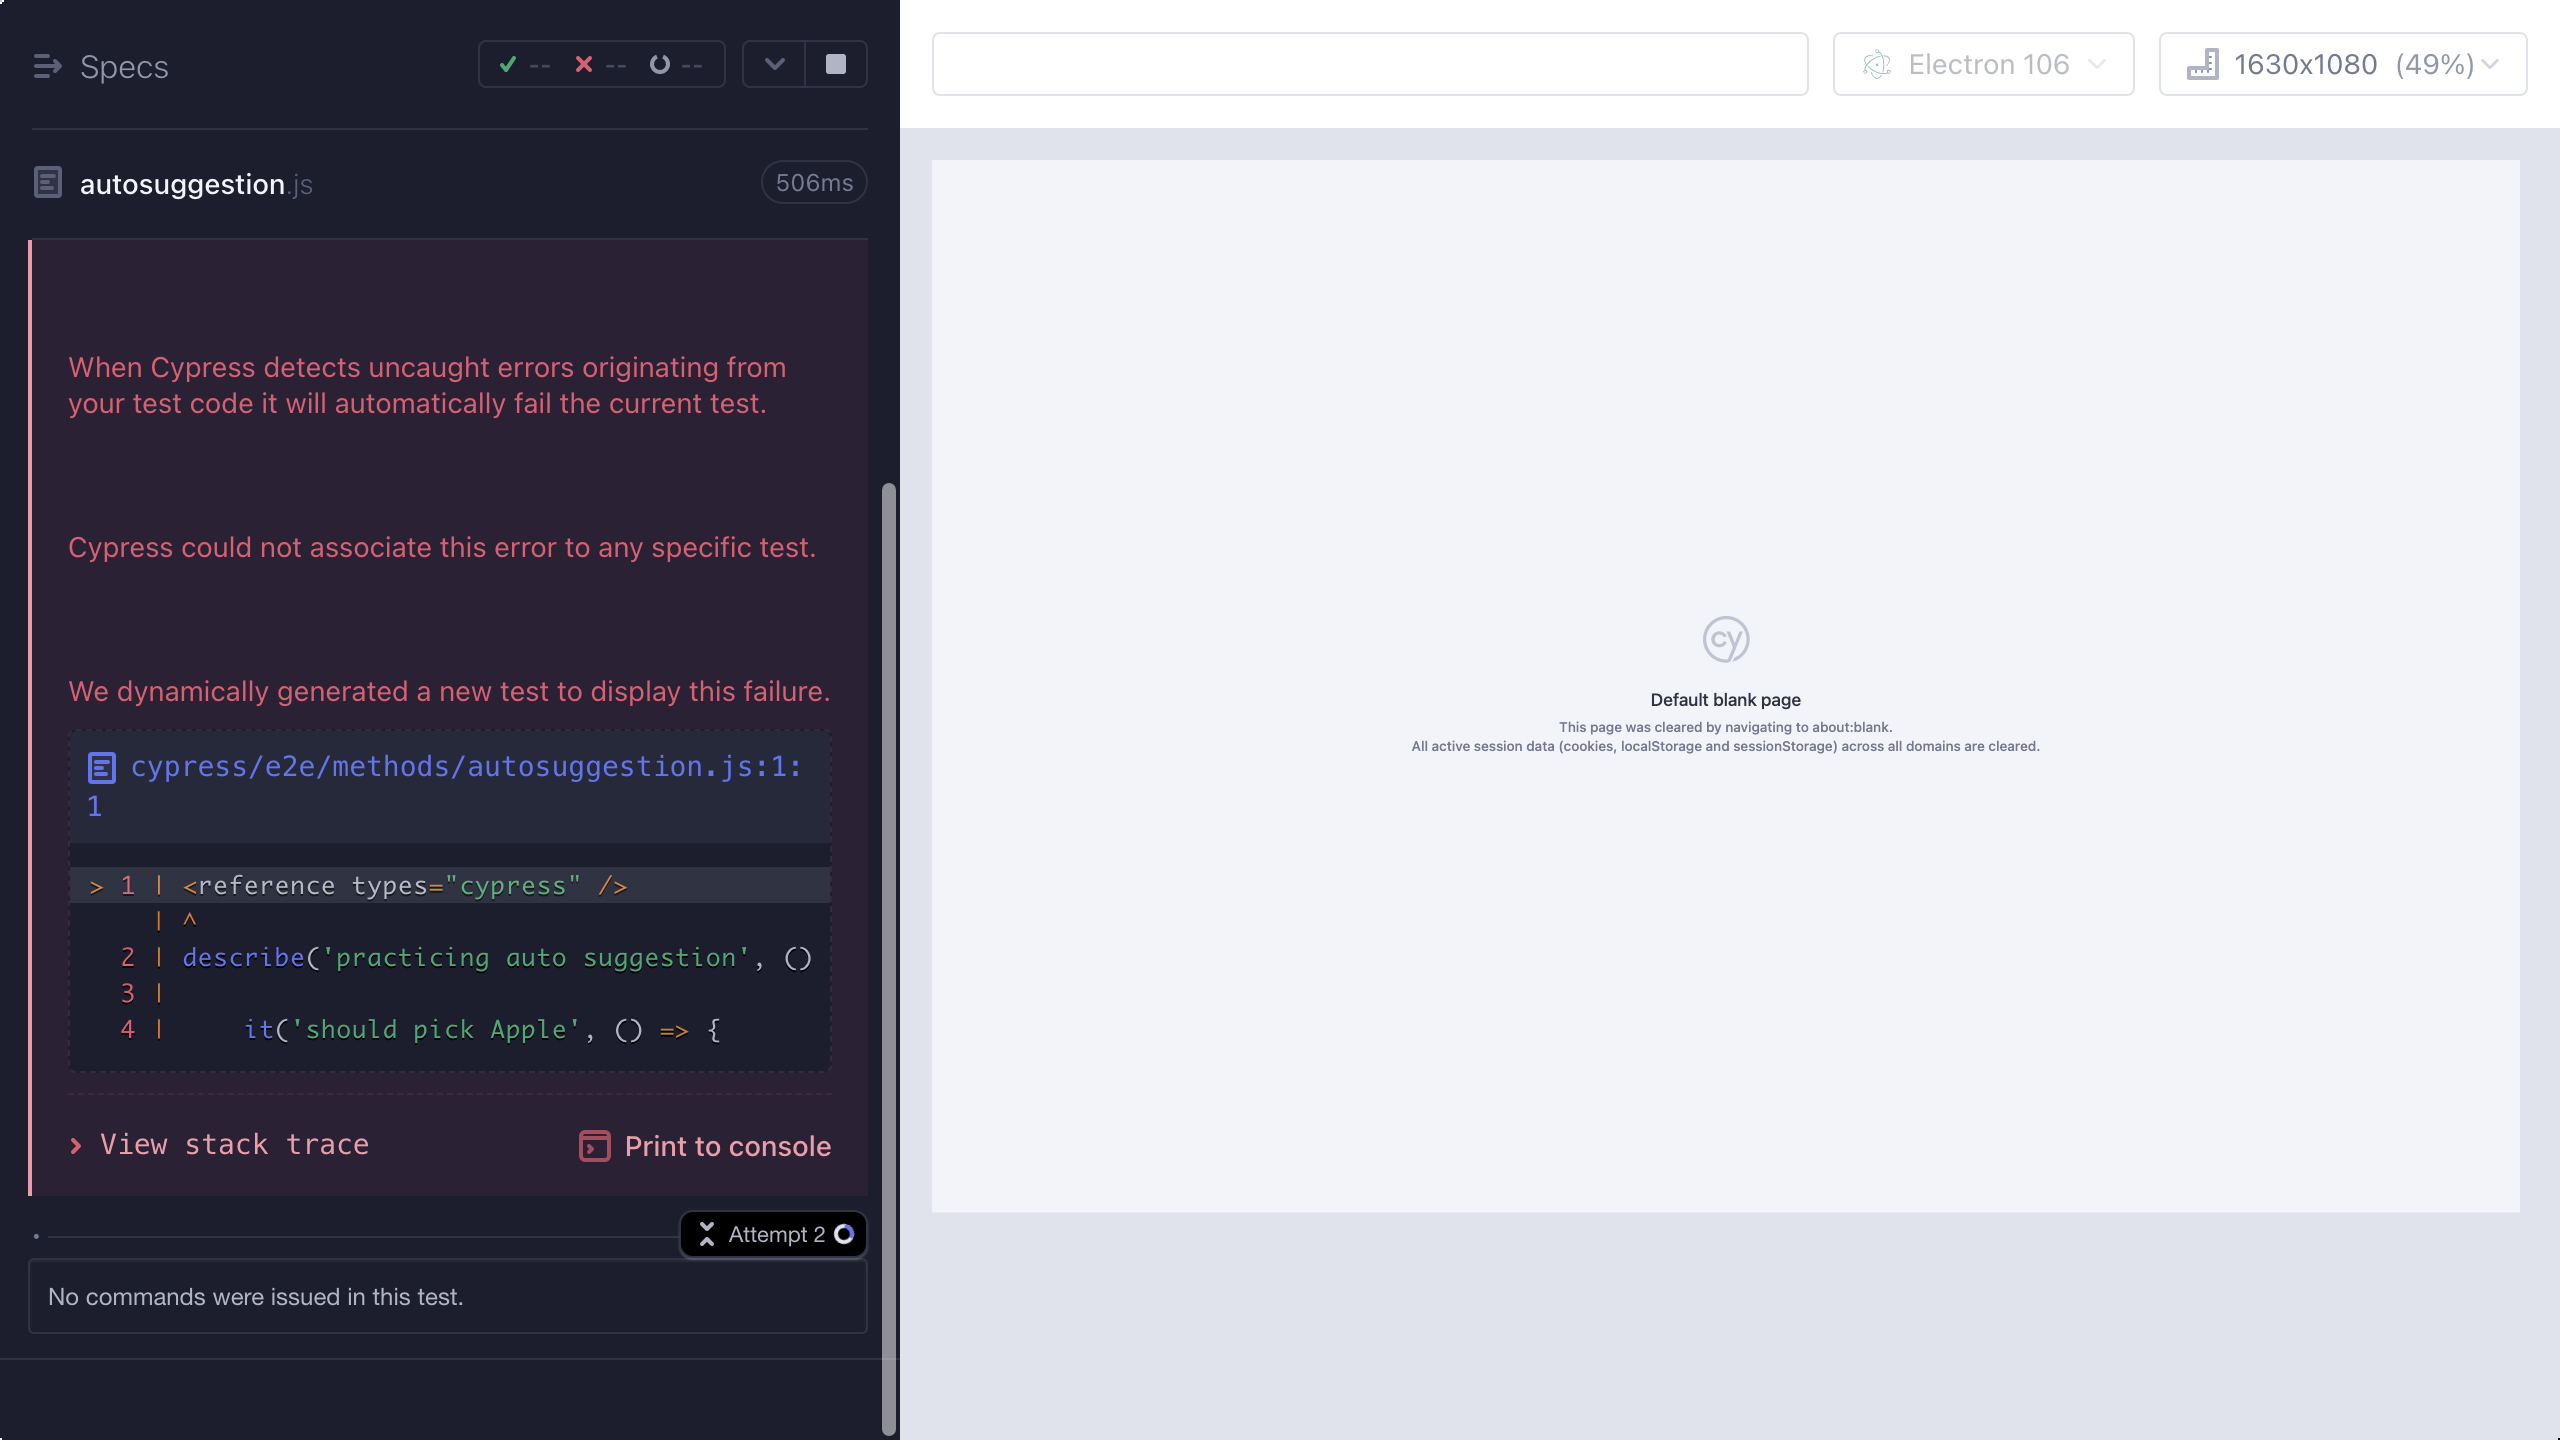 Specs
-- -- --
Electron 106
1630x1080 (49%)
autosuggestion.js
506ms
When Cypress detects uncaught errors originating from
your test code it will automatically fail the current test.
Cypress could not associate this error to any specific test.
We dynamically generated a new test to display this failure.
cypress/e2e/methods/autosuggestion.js:1:
1
> 1 | <reference types="cypress" />
| ^
2 | describe('practicing auto suggestion', ()
3 |
4 | it('should pick Apple', () => {
View stack trace
Print to console
Attempt 2
No commands were issued in this test.
cy
Default blank page
This page was cleared by navigating to about:blank.
All active session data (cookies, localStorage and sessionStorage) across all domains are cleared.